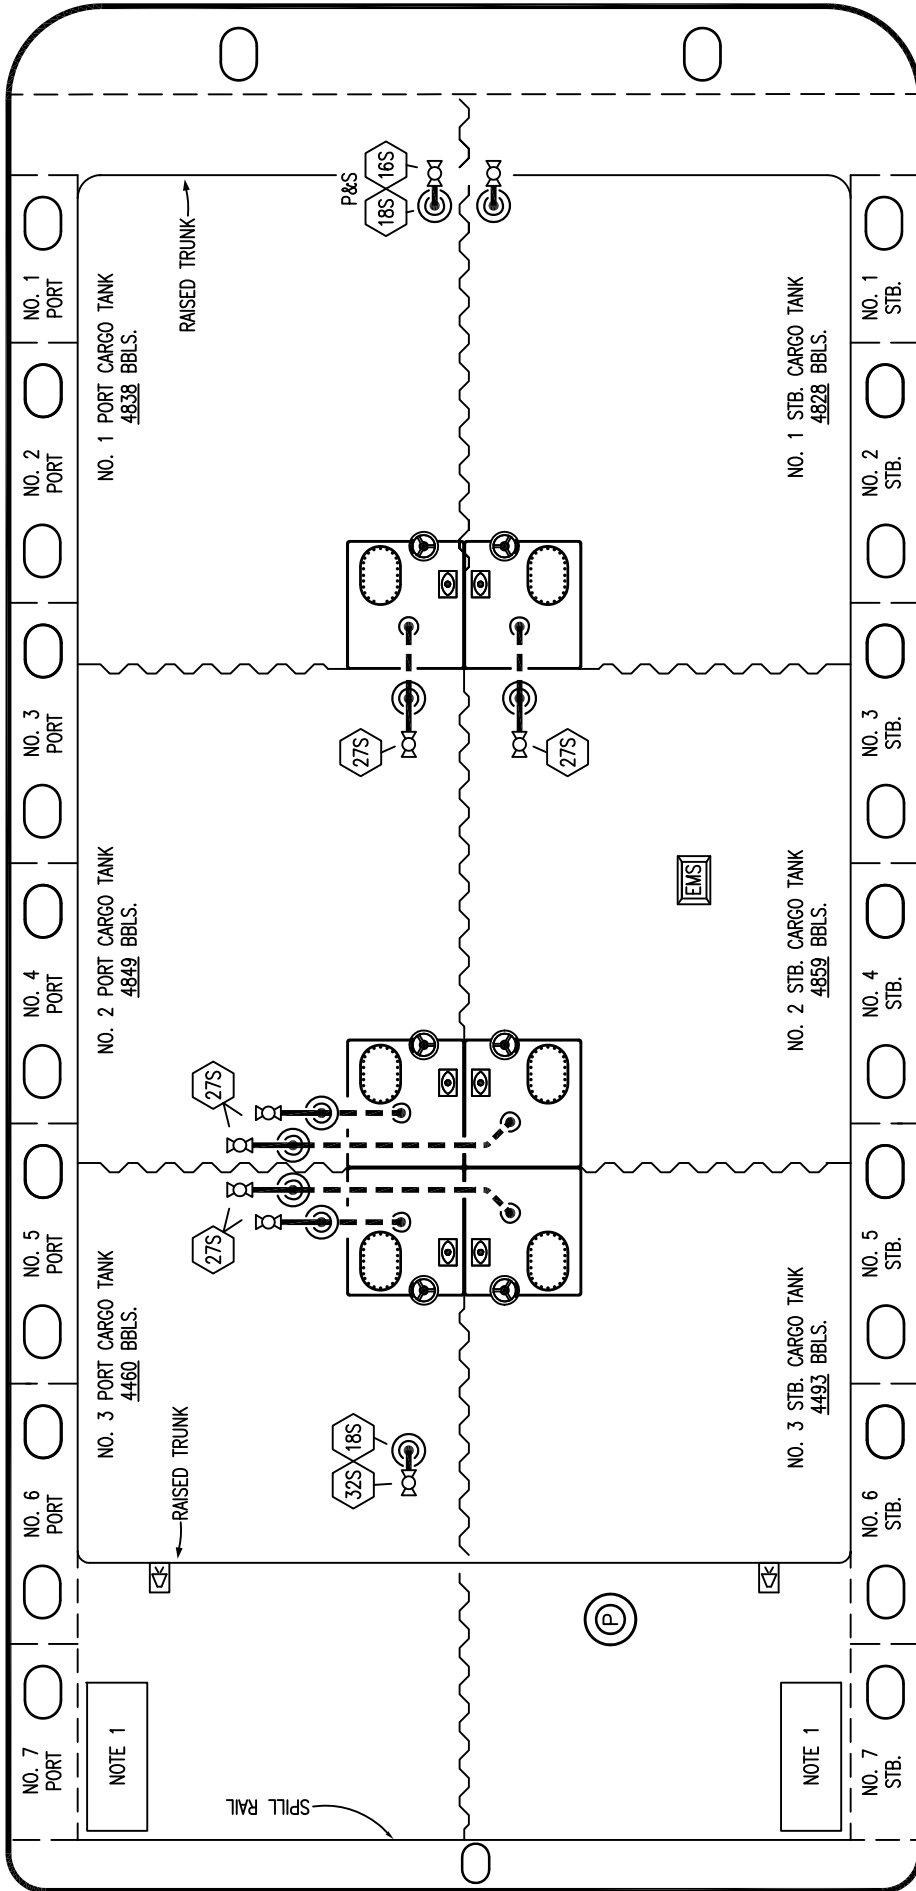 NO. 1
PORT
NO. 2
PORT
NO. 3
PORT
NO. 4
PORT
NO. 5
PORT
NO. 6
PORT
NO. 7
PORT
RAISED TRUNK
NO. 1 PORT CARGO TANK
4838 BBLS.
P&S
18S
16S
NO. 1 STB. CARGO TANK
4828 BBLS.
27S
27S
NO. 2 PORT CARGO TANK
4849 BBLS.
EMS
NO. 2 STB. CARGO TANK
4859 BBLS.
27S
27S
NO. 3 PORT CARGO TANK
4460 BBLS.
NO. 3 STB. CARGO TANK
4493 BBLS.
32S
18S
RAISED TRUNK
P
NOTE 1
NOTE 1
SPILL RAIL
NO. 1
STB.
NO. 2
STB.
NO. 3
STB.
NO. 4
STB.
NO. 5
STB.
NO. 6
STB.
NO. 7
STB.